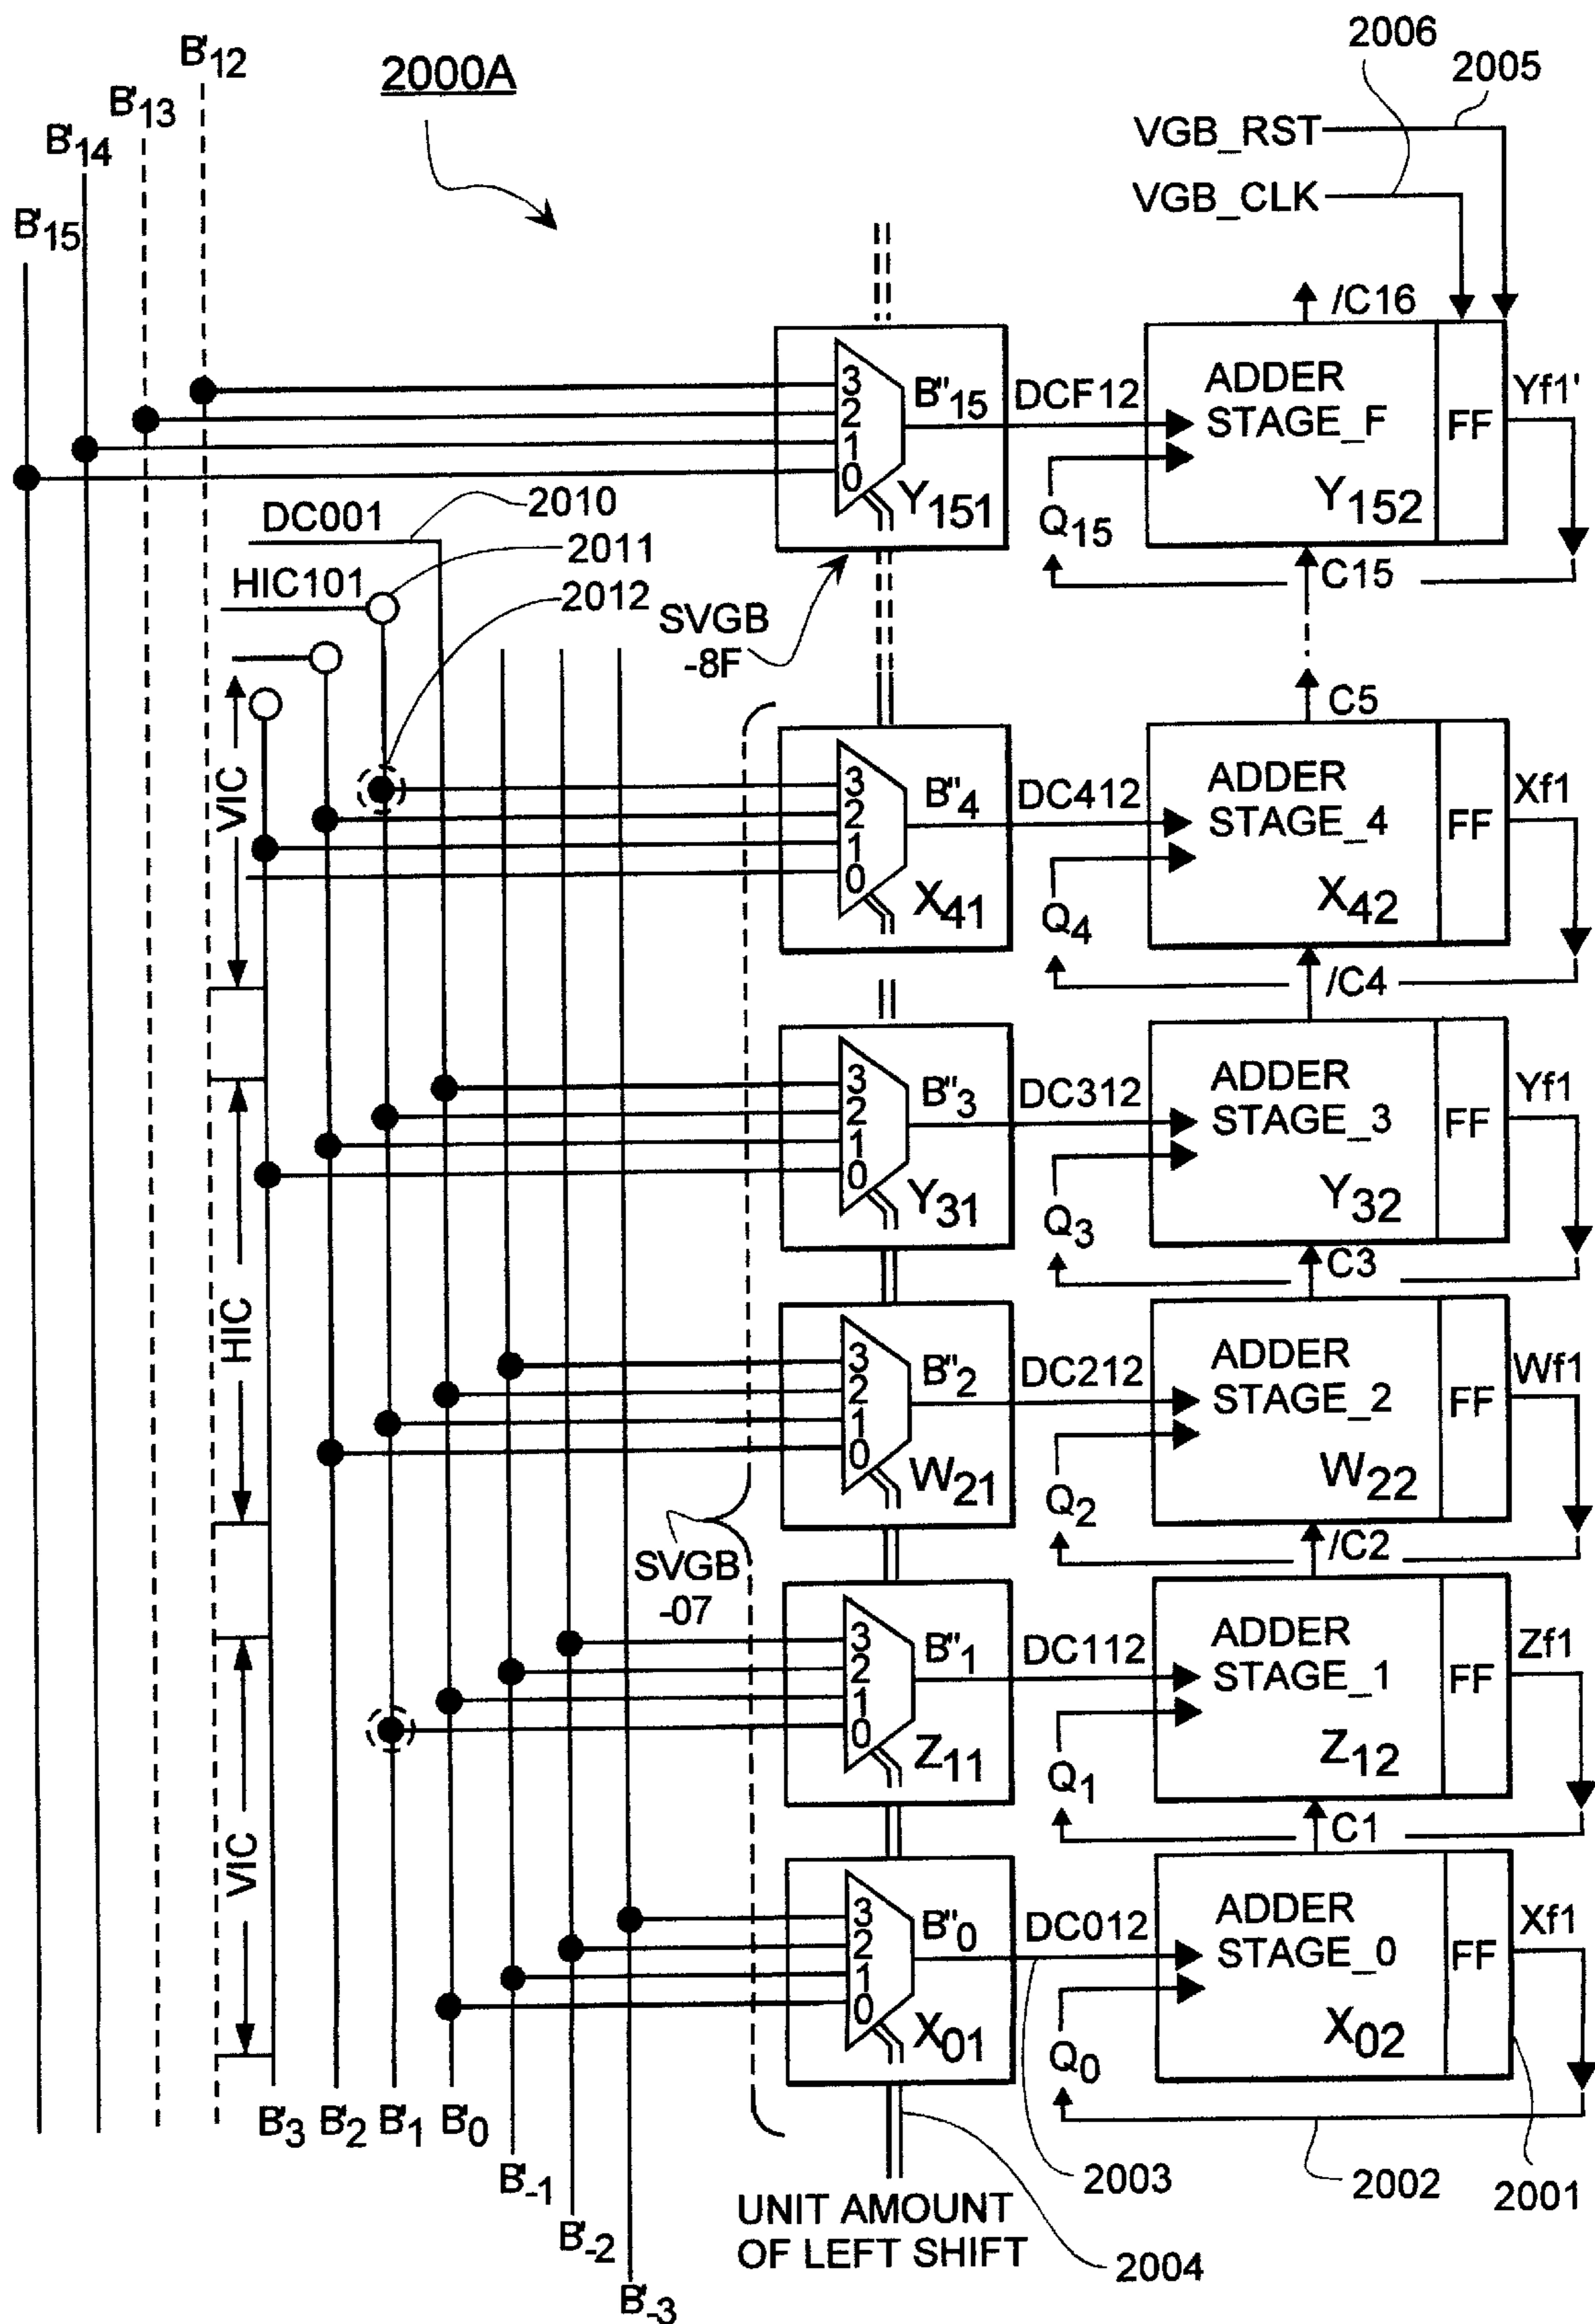 2000A
2006
2005
B'12
B'13
B'14
B'15
VGB_RST
VGB_CLK
/C16
3
2
1
0
B"15
Y151
DCF12
ADDER
STAGE_F
Y152
FF
Yf1'
Q15
C15
DC001
2010
HIC101
2011
2012
SVGB
-8F
C5
VIC
3
2
1
0
B"4
X41
DC412
ADDER
STAGE_4
X42
FF
Xf1
Q4
/C4
HIC
3
2
1
0
B"3
Y31
DC312
ADDER
STAGE_3
Y32
FF
Yf1
Q3
C3
3
2
1
0
B"2
W21
DC212
ADDER
STAGE_2
W22
FF
Wf1
Q2
/C2
SVGB
-07
VIC
3
2
1
0
B"1
Z11
DC112
ADDER
STAGE_1
Z12
FF
Zf1
Q1
C1
3
2
1
0
B"0
X01
DC012
ADDER
STAGE_0
X02
FF
Xf1
Q0
B'3
B'2
B'1
B'0
B'-1
B'-2
B'-3
UNIT AMOUNT
OF LEFT SHIFT
2004
2003
2002
2001